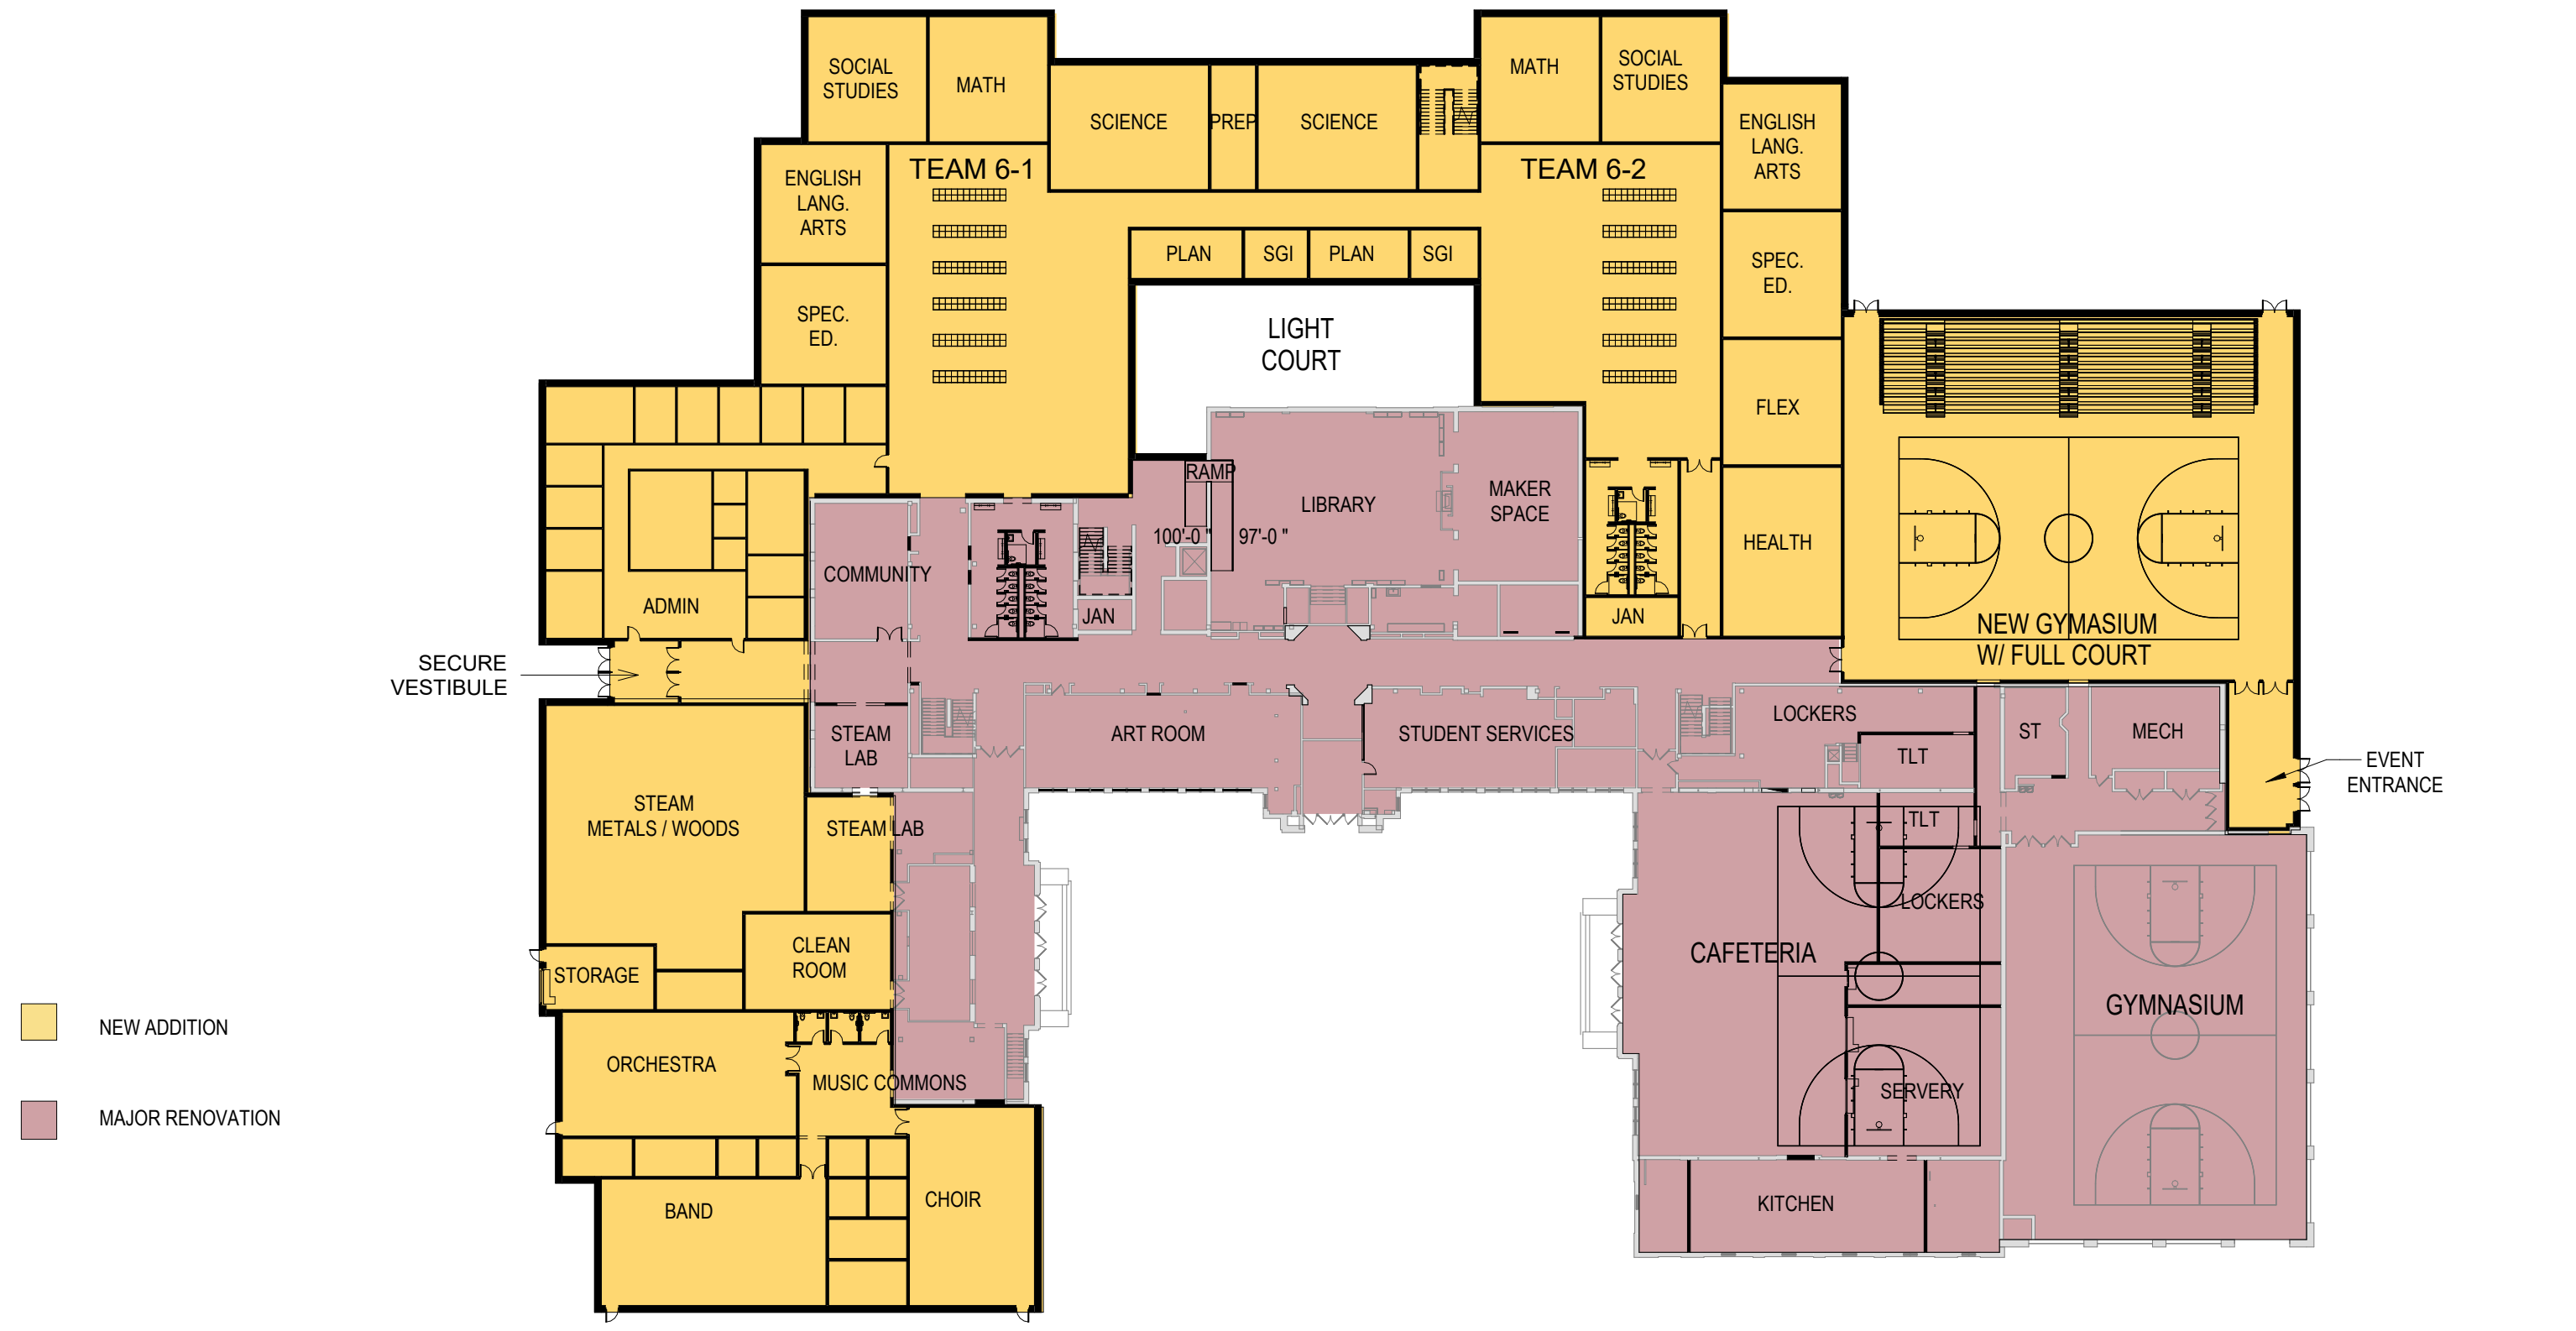 SOCIAL
STUDIES
MATH
SCIENCE
PREP
SCIENCE
MATH
SOCIAL
STUDIES
ENGLISH
LANG.
ARTS
TEAM 6-1
TEAM 6-2
ENGLISH
LANG.
ARTS
PLAN
SGI
PLAN
SGI
SPEC.
ED.
SPEC.
ED.
LIGHT
COURT
FLEX
RAMP
LIBRARY
MAKER
SPACE
100'-0 "
97'-0 "
HEALTH
COMMUNITY
ADMIN
JAN
JAN
NEW GYMASIUM
W/ FULL COURT
SECURE
VESTIBULE
STEAM
LAB
ART ROOM
STUDENT SERVICES
LOCKERS
TLT
ST
MECH
EVENT
ENTRANCE
STEAM
METALS / WOODS
STEAM LAB
TLT
LOCKERS
CLEAN
ROOM
STORAGE
CAFETERIA
GYMNASIUM
NEW ADDITION
ORCHESTRA
MUSIC COMMONS
SERVERY
MAJOR RENOVATION
BAND
CHOIR
KITCHEN